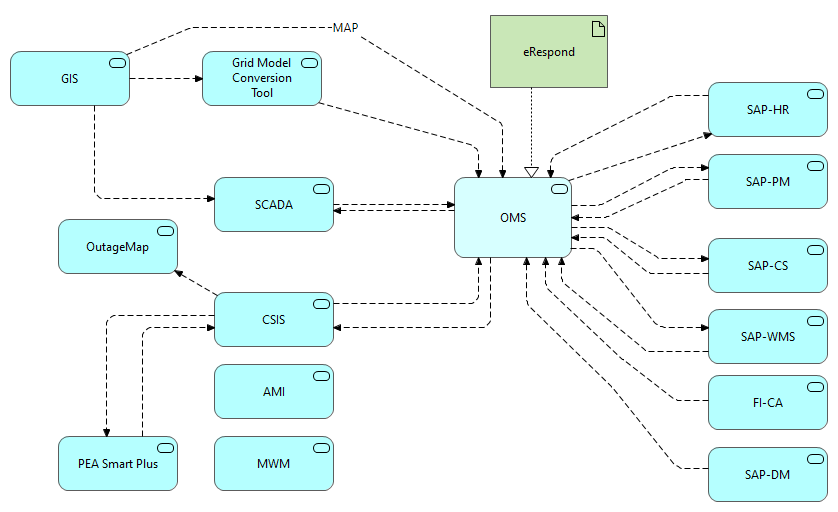 MAP
eRespond
GIS
Grid Model
Conversion
Tool
SAP-HR
SAP-PM
SCADA
OMS
OutageMap
SAP-CS
CSIS
SAP-WMS
AMI
FI-CA
PEA Smart Plus
MWM
SAP-DM